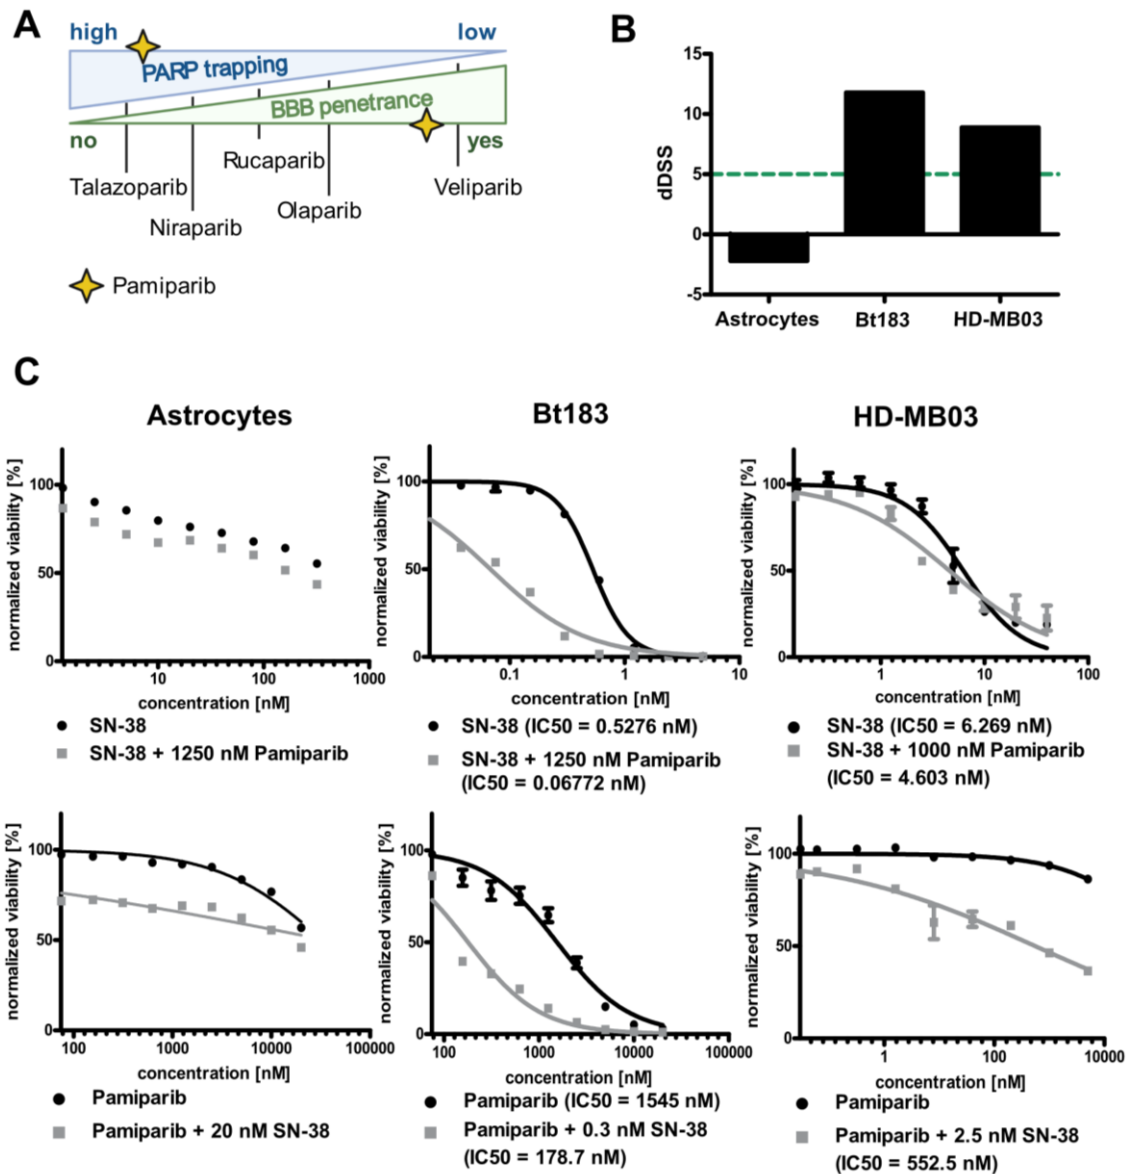 A
high
low
PARP trapping
BBB penetrance
no
yes
Rucaparib
Talazoparib
Veliparib
Olaparib
Niraparib
Pamiparib
B
dDSS
15
10
5
0
-5
Astrocytes
Bt183
HD-MB03
C
Astrocytes
normalized viability [%]
100
50
0
10
100
1000
concentration [nM]
SN-38
SN-38 + 1250 nM Pamiparib
Bt183
normalized viability [%]
100
50
0
0.1
1
10
concentration [nM]
SN-38 (IC50 = 0.5276 nM)
SN-38 + 1250 nM Pamiparib
(IC50 = 0.06772 nM)
HD-MB03
normalized viability [%]
100
50
0
1
10
100
concentration [nM]
SN-38 (IC50 = 6.269 nM)
SN-38 + 1000 nM Pamiparib
(IC50 = 4.603 nM)
normalized viability [%]
100
50
0
100
1000
10000
100000
concentration [nM]
Pamiparib
Pamiparib + 20 nM SN-38
normalized viability [%]
100
50
0
100
1000
10000
100000
concentration [nM]
Pamiparib (IC50 = 1545 nM)
Pamiparib + 0.3 nM SN-38
(IC50 = 178.7 nM)
normalized viability [%]
100
50
0
1
100
10000
concentration [nM]
Pamiparib
Pamiparib + 2.5 nM SN-38
(IC50 = 552.5 nM)